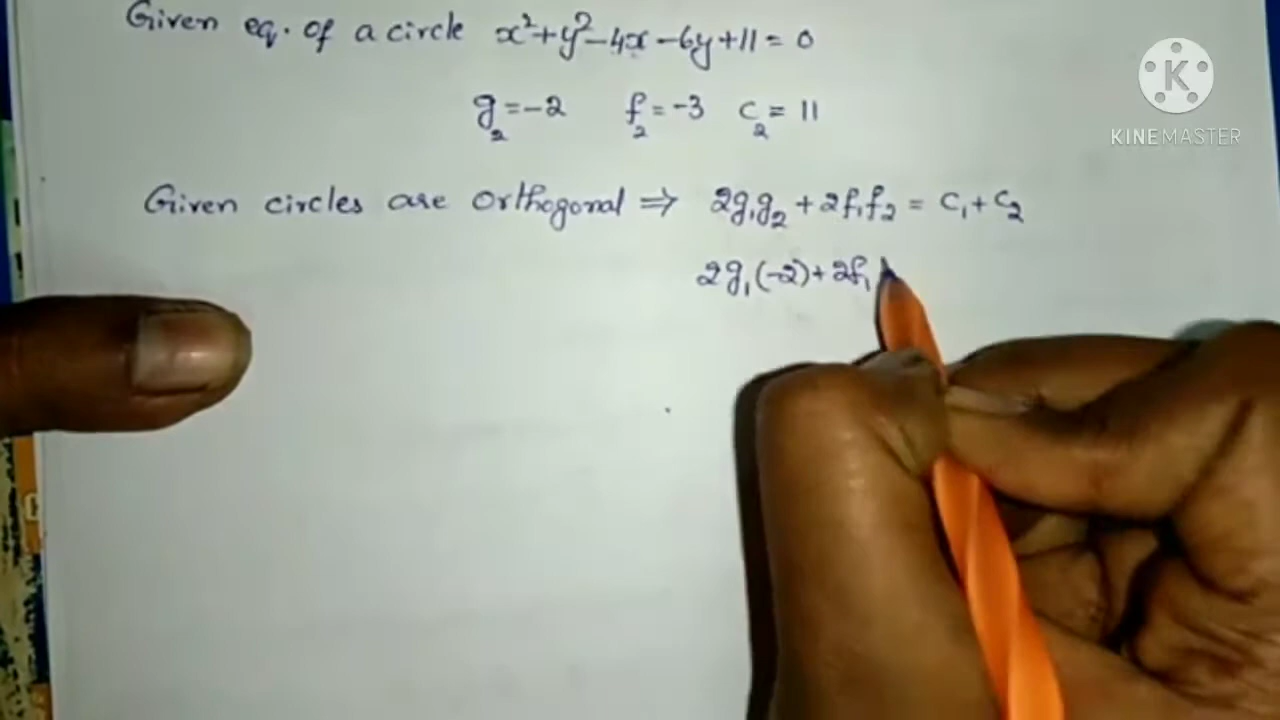 Given eq. of a circle x²+y²-4x-6y+11=0
K
KINEMASTER
g₂=-2 f₂=-3 c₂=11
Given circles are orthogonal ⇒ 2g₁g₂+2f₁f₂=c₁+c₂
2g₁(-2)+2f₁